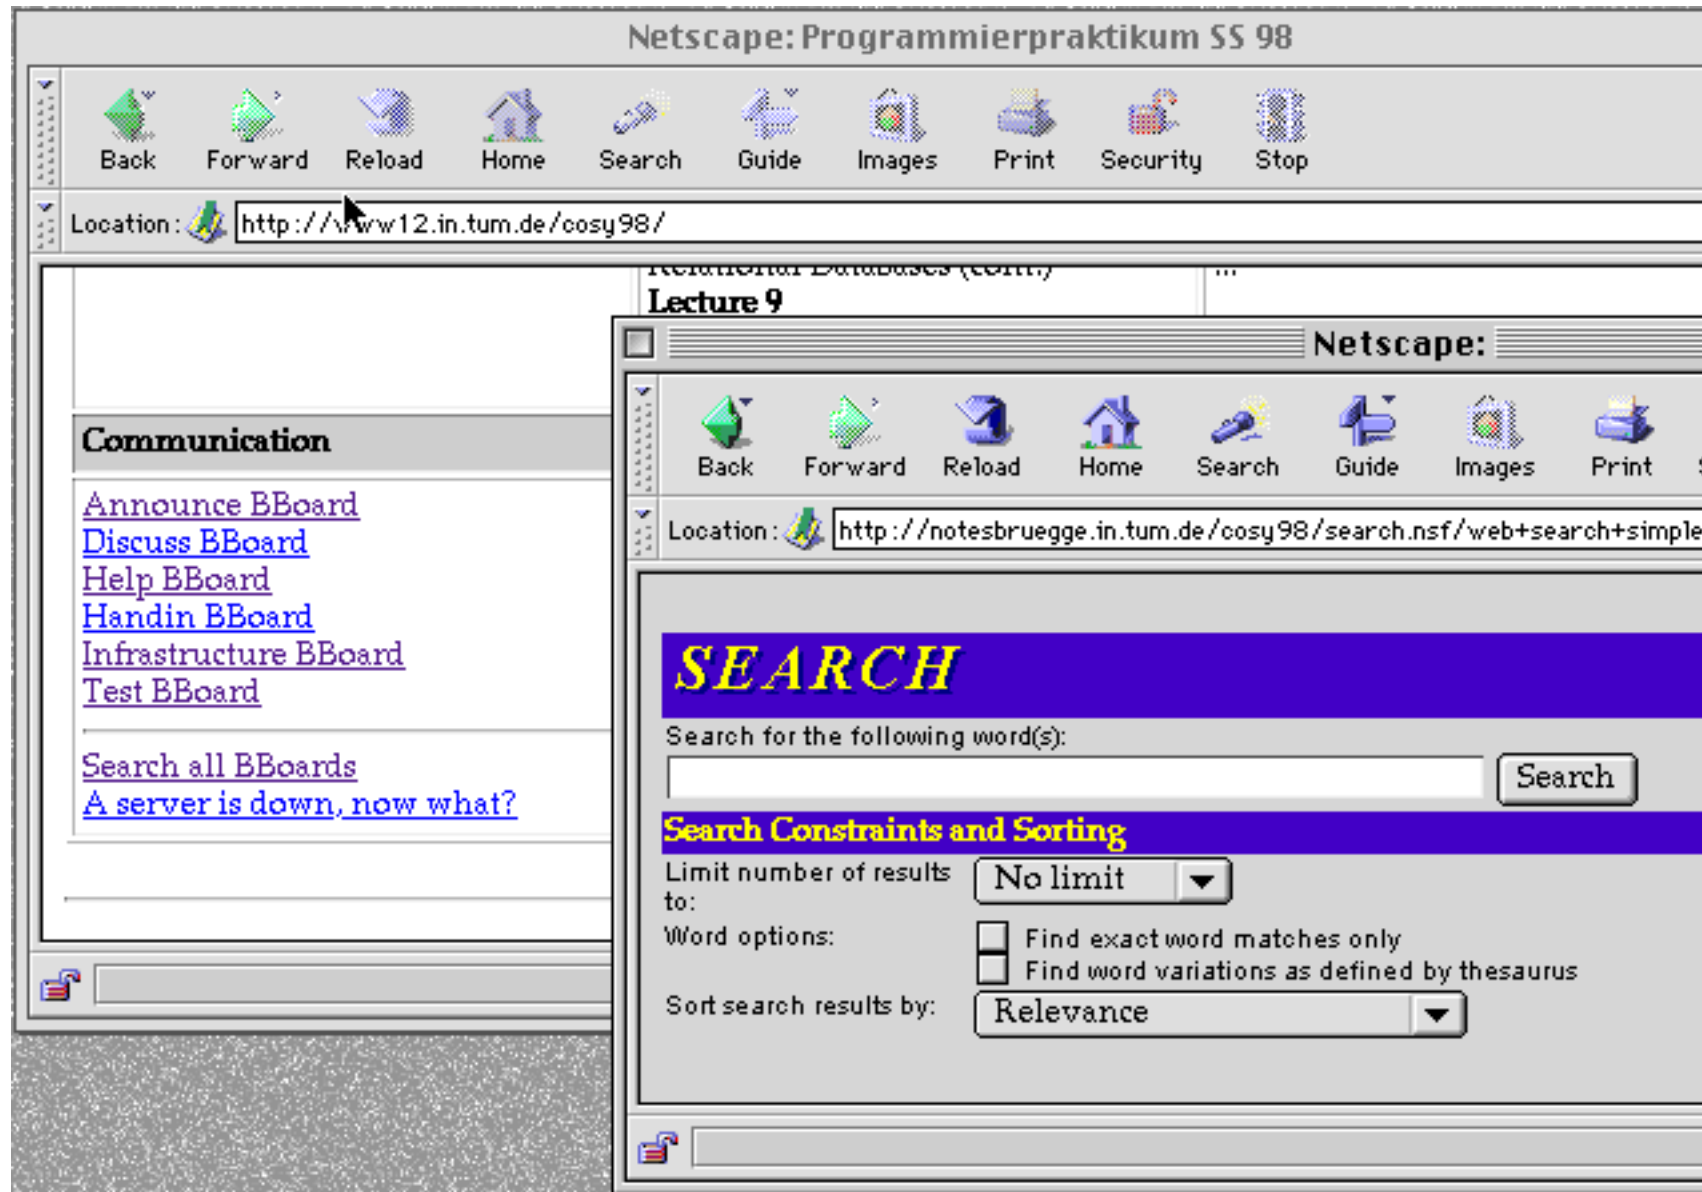 Netscape: Programmierpraktikum SS 98
Back Forward Reload Home Search Guide Images Print Security Stop
Location: http://www12.in.tum.de/cosy98/
Relational Databases (cont.) ...
Lecture 9
Communication
Announce BBoard
Discuss BBoard
Help BBoard
Handin BBoard
Infrastructure BBoard
Test BBoard
Search all BBoards
A server is down, now what?
Netscape:
Back Forward Reload Home Search Guide Images Print
Location: http://notesbruegge.in.tum.de/cosy98/search.nsf/web+search+simple
SEARCH
Search for the following word(s):
Search
Search Constraints and Sorting
Limit number of results No limit
to:
Word options: Find exact word matches only
Find word variations as defined by thesaurus
Sort search results by: Relevance